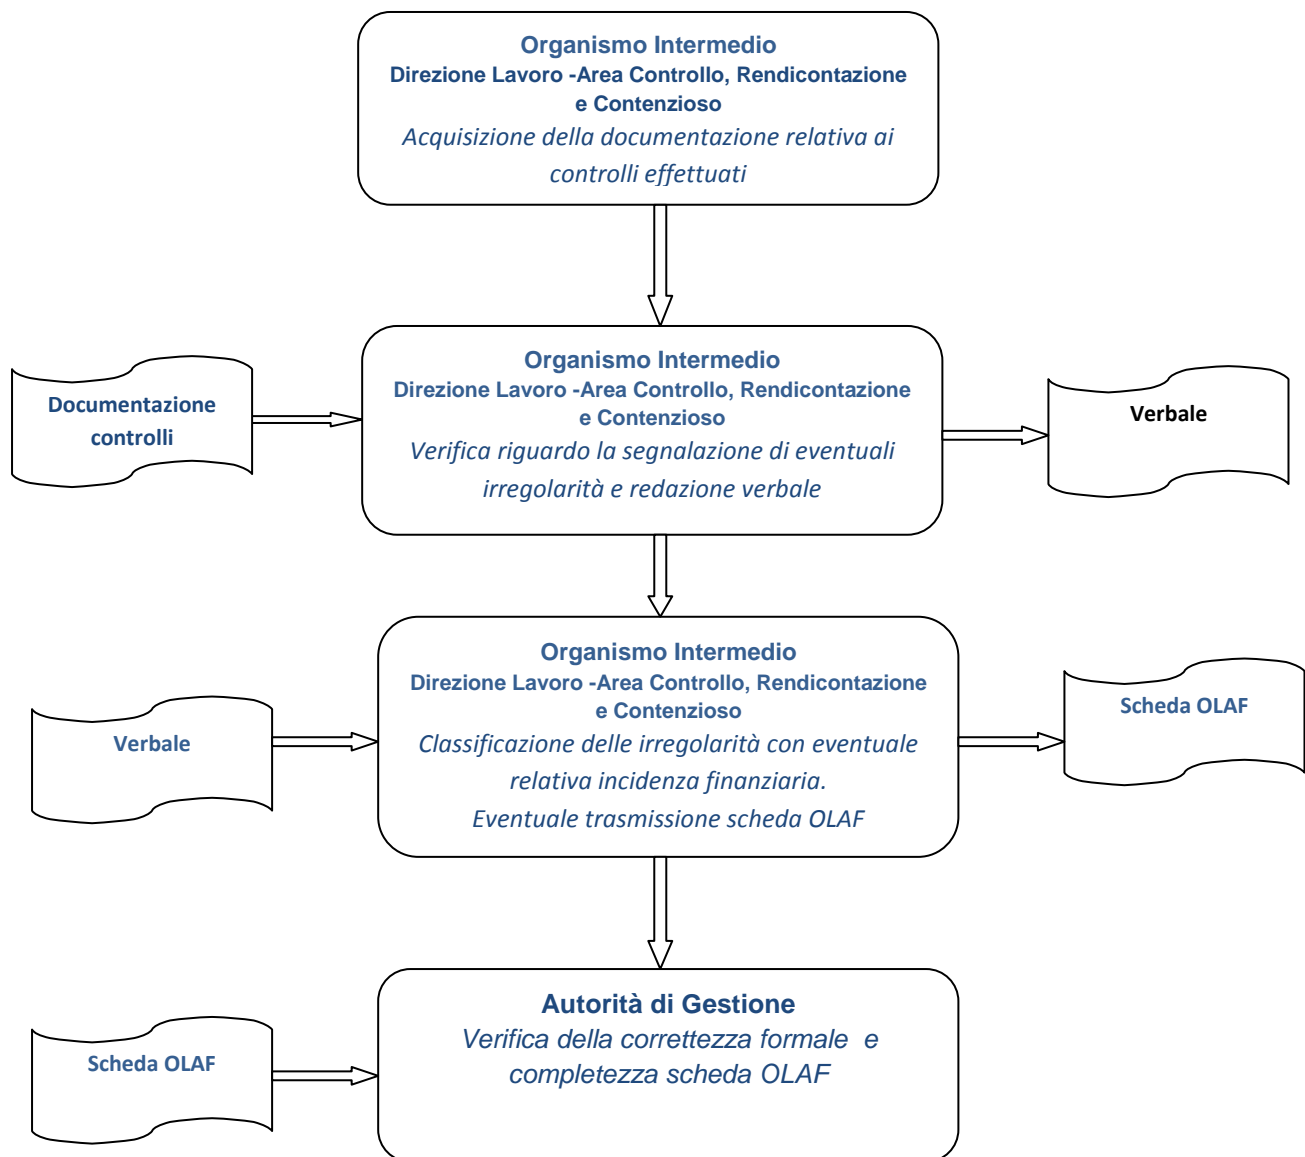 Organismo Intermedio
Direzione Lavoro -Area Controllo, Rendicontazione
e Contenzioso
Acquisizione della documentazione relativa ai
controlli effettuati
Documentazione
controlli
Organismo Intermedio
Direzione Lavoro -Area Controllo, Rendicontazione
e Contenzioso
Verifica riguardo la segnalazione di eventuali
irregolarità e redazione verbale
Verbale
Verbale
Organismo Intermedio
Direzione Lavoro -Area Controllo, Rendicontazione
e Contenzioso
Classificazione delle irregolarità con eventuale
relativa incidenza finanziaria.
Eventuale trasmissione scheda OLAF
Scheda OLAF
Scheda OLAF
Autorità di Gestione
Verifica della correttezza formale e
completezza scheda OLAF